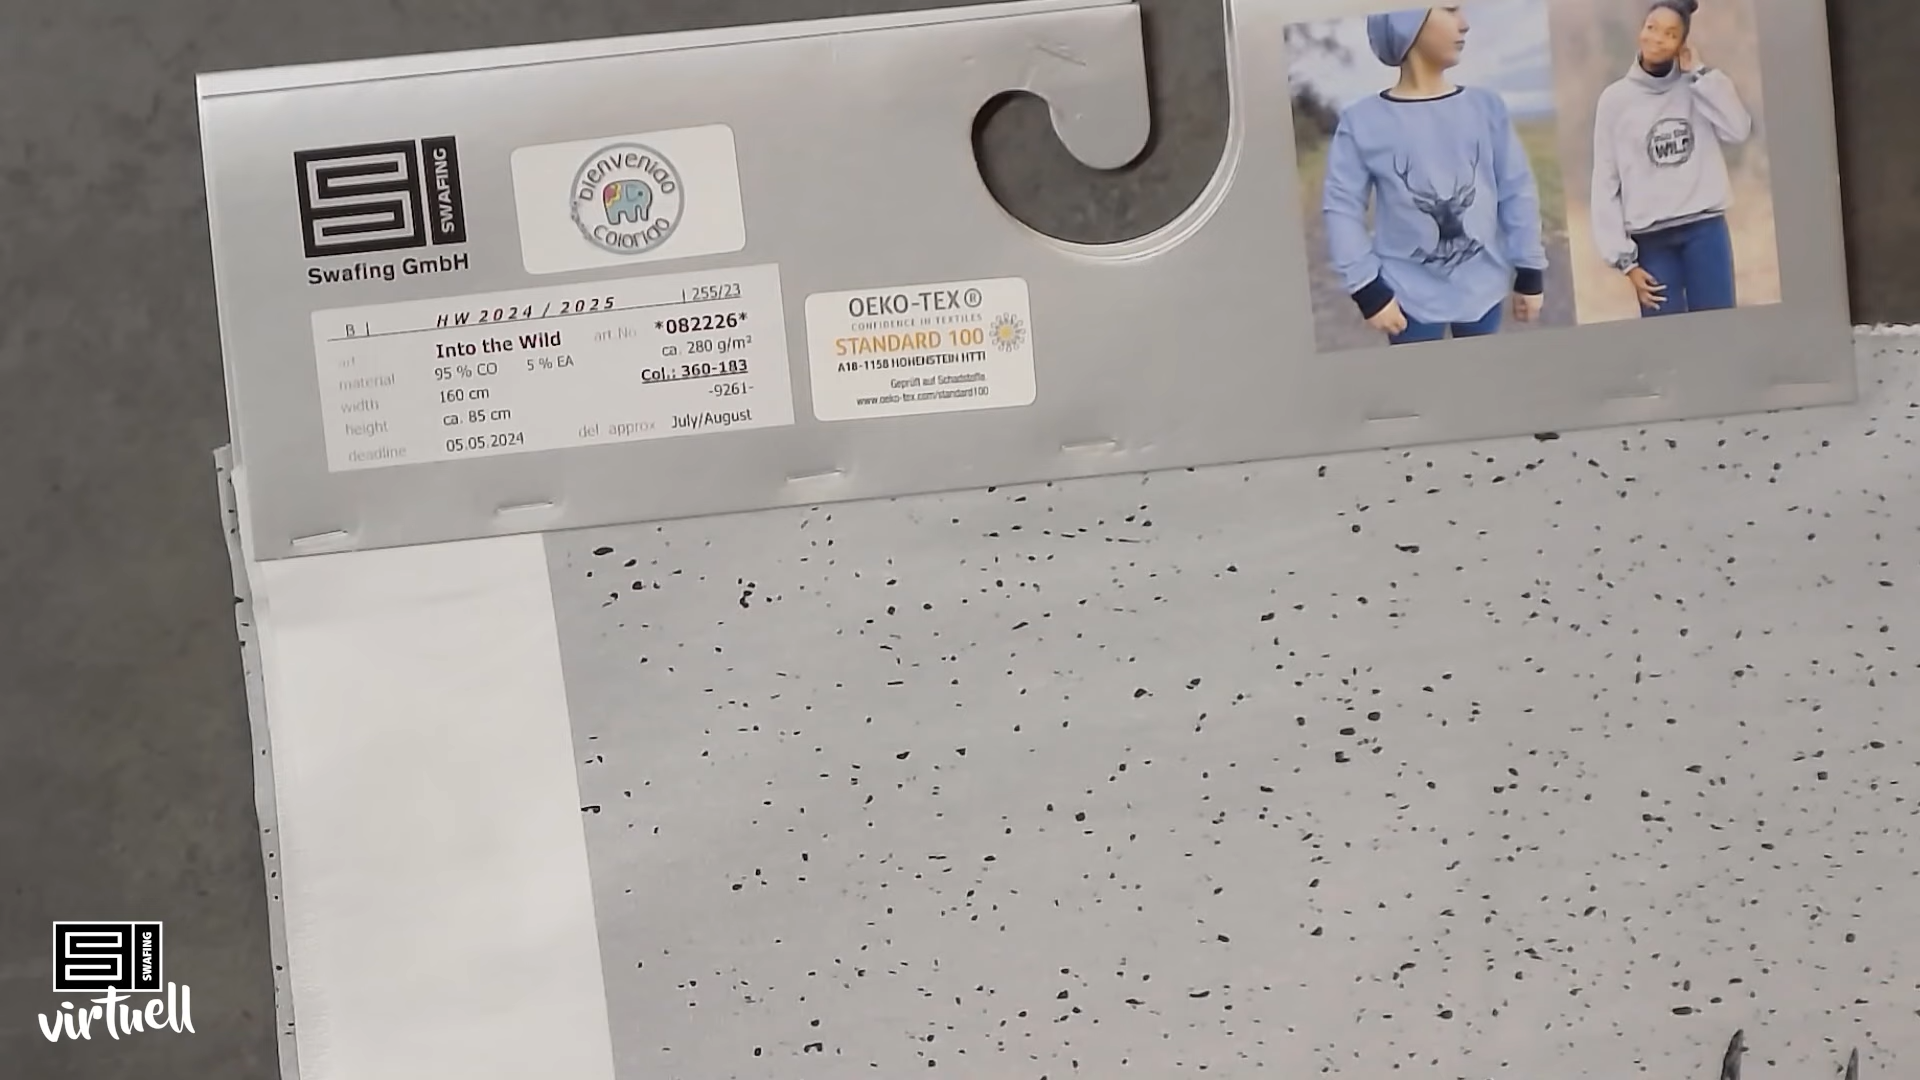 SWAFING
Swafing GmbH
bienvenido
colorido
B | HW 2024 / 2025 | 255/23
art Into the Wild art No. *082226*
material 95 % CO 5 % EA ca. 280 g/m²
width 160 cm Col.: 360-183
height ca. 85 cm -9261-
deadline 05.05.2024 del. approx July/August
OEKO-TEX®
CONFIDENCE IN TEXTILES
STANDARD 100
A18-1158 HOHENSTEIN HTTI
Geprüft auf Schadstoffe.
www.oeko-tex.com/standard100
WILD
SWAFING
virtuell